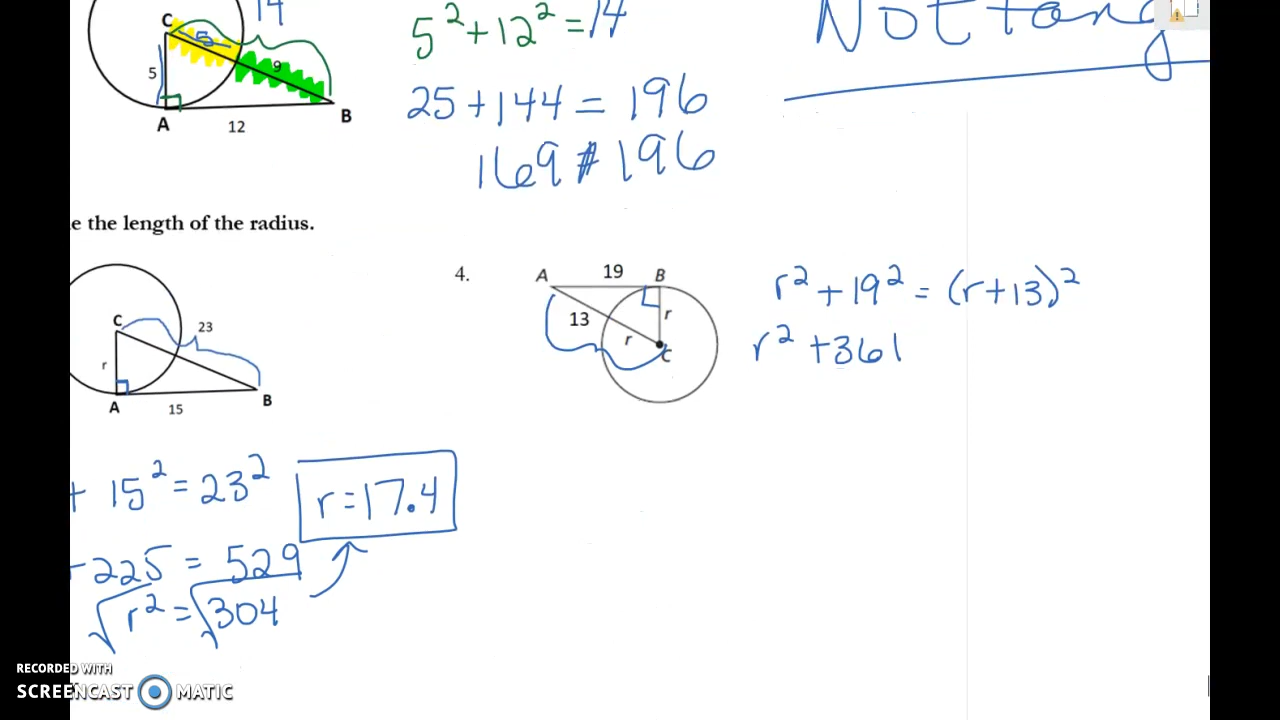 14
C
5
5
9
A
12
B
5² + 12² = 14
25 + 144 = 196
169 ≠ 196
Not tang
e the length of the radius.
C
23
r
A
15
B
+ 15² = 23²
+ 225 = 529
√r² = √304
r = 17.4
4.
A
19
B
13
r
r
C
r² + 19² = (r + 13)²
r² + 361
RECORDED WITH
SCREENCAST MATIC